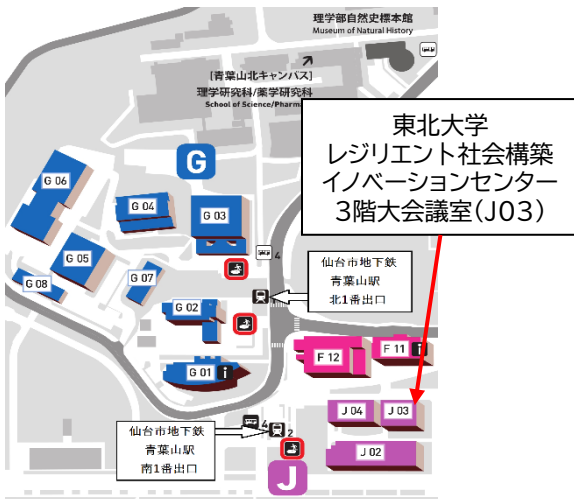 理学部自然史標本館
Museum of Natural History
[青葉山北キャンパス]
理学研究科/薬学研究科
School of Science/Pharma
東北大学
レジリエント社会構築
イノベーションセンター
3階大会議室(J03)
G
G 06
G 04
G 03
G 05
G 08
G 07
4
仙台市地下鉄
青葉山駅
北1番出口
G 02
G 01
F 12
F 11
J 04
J 03
4
2
仙台市地下鉄
青葉山駅
南1番出口
J 02
J